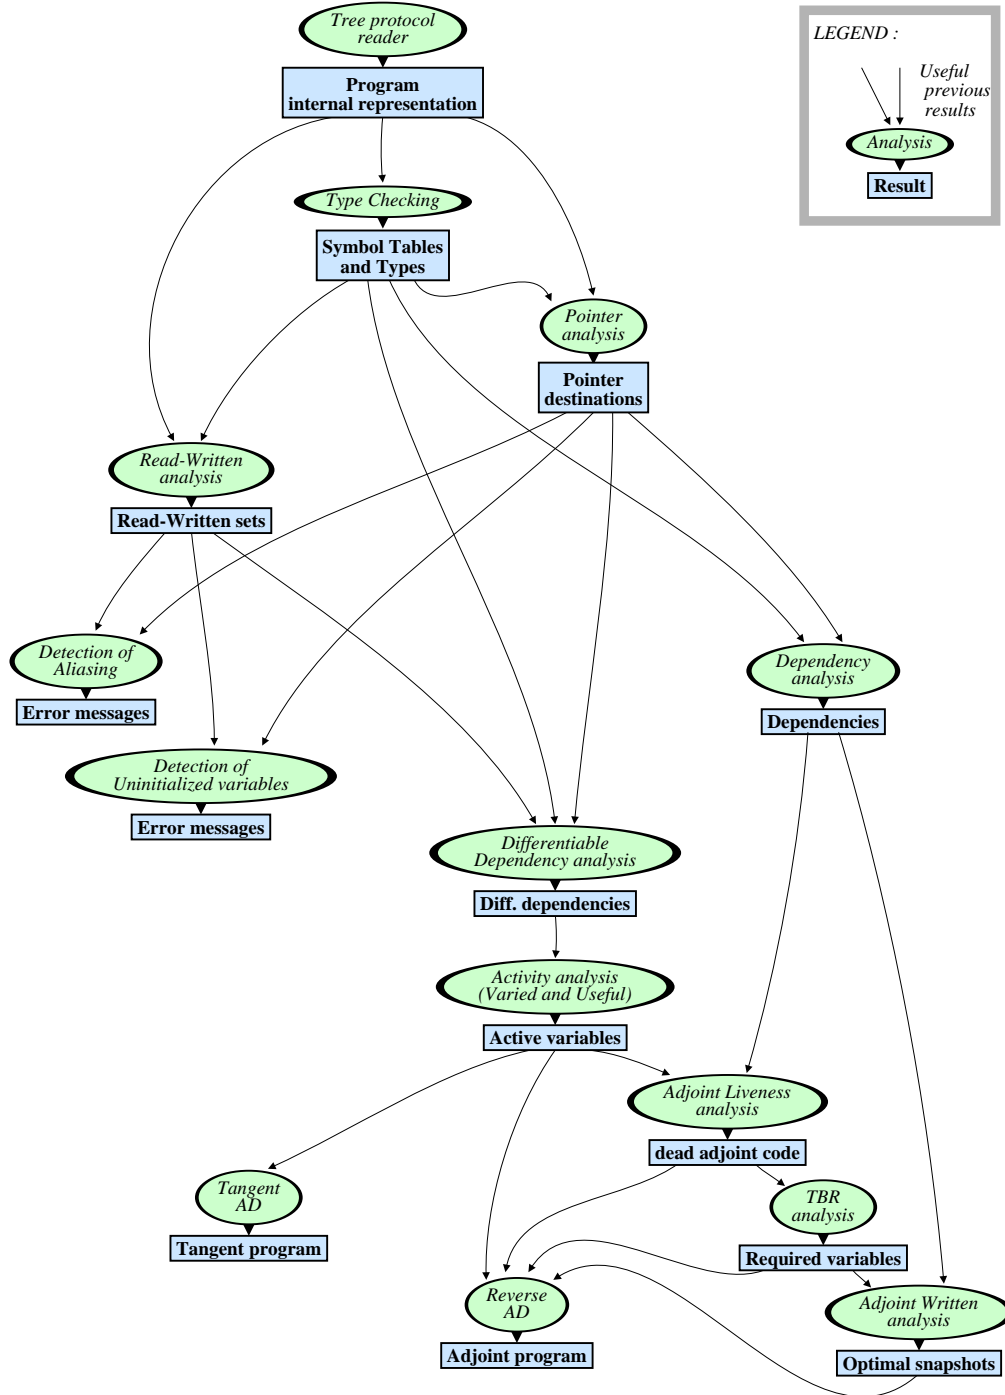 Tree protocol
reader
Program
internal representation
LEGEND :
Useful
previous
results
Analysis
Result
Type Checking
Symbol Tables
and Types
Pointer
analysis
Pointer
destinations
Read-Written
analysis
Read-Written sets
Detection of
Aliasing
Error messages
Dependency
analysis
Dependencies
Detection of
Uninitialized variables
Error messages
Differentiable
Dependency analysis
Diff. dependencies
Activity analysis
(Varied and Useful)
Active variables
Adjoint Liveness
analysis
dead adjoint code
Tangent
AD
Tangent program
TBR
analysis
Required variables
Reverse
AD
Adjoint program
Adjoint Written
analysis
Optimal snapshots